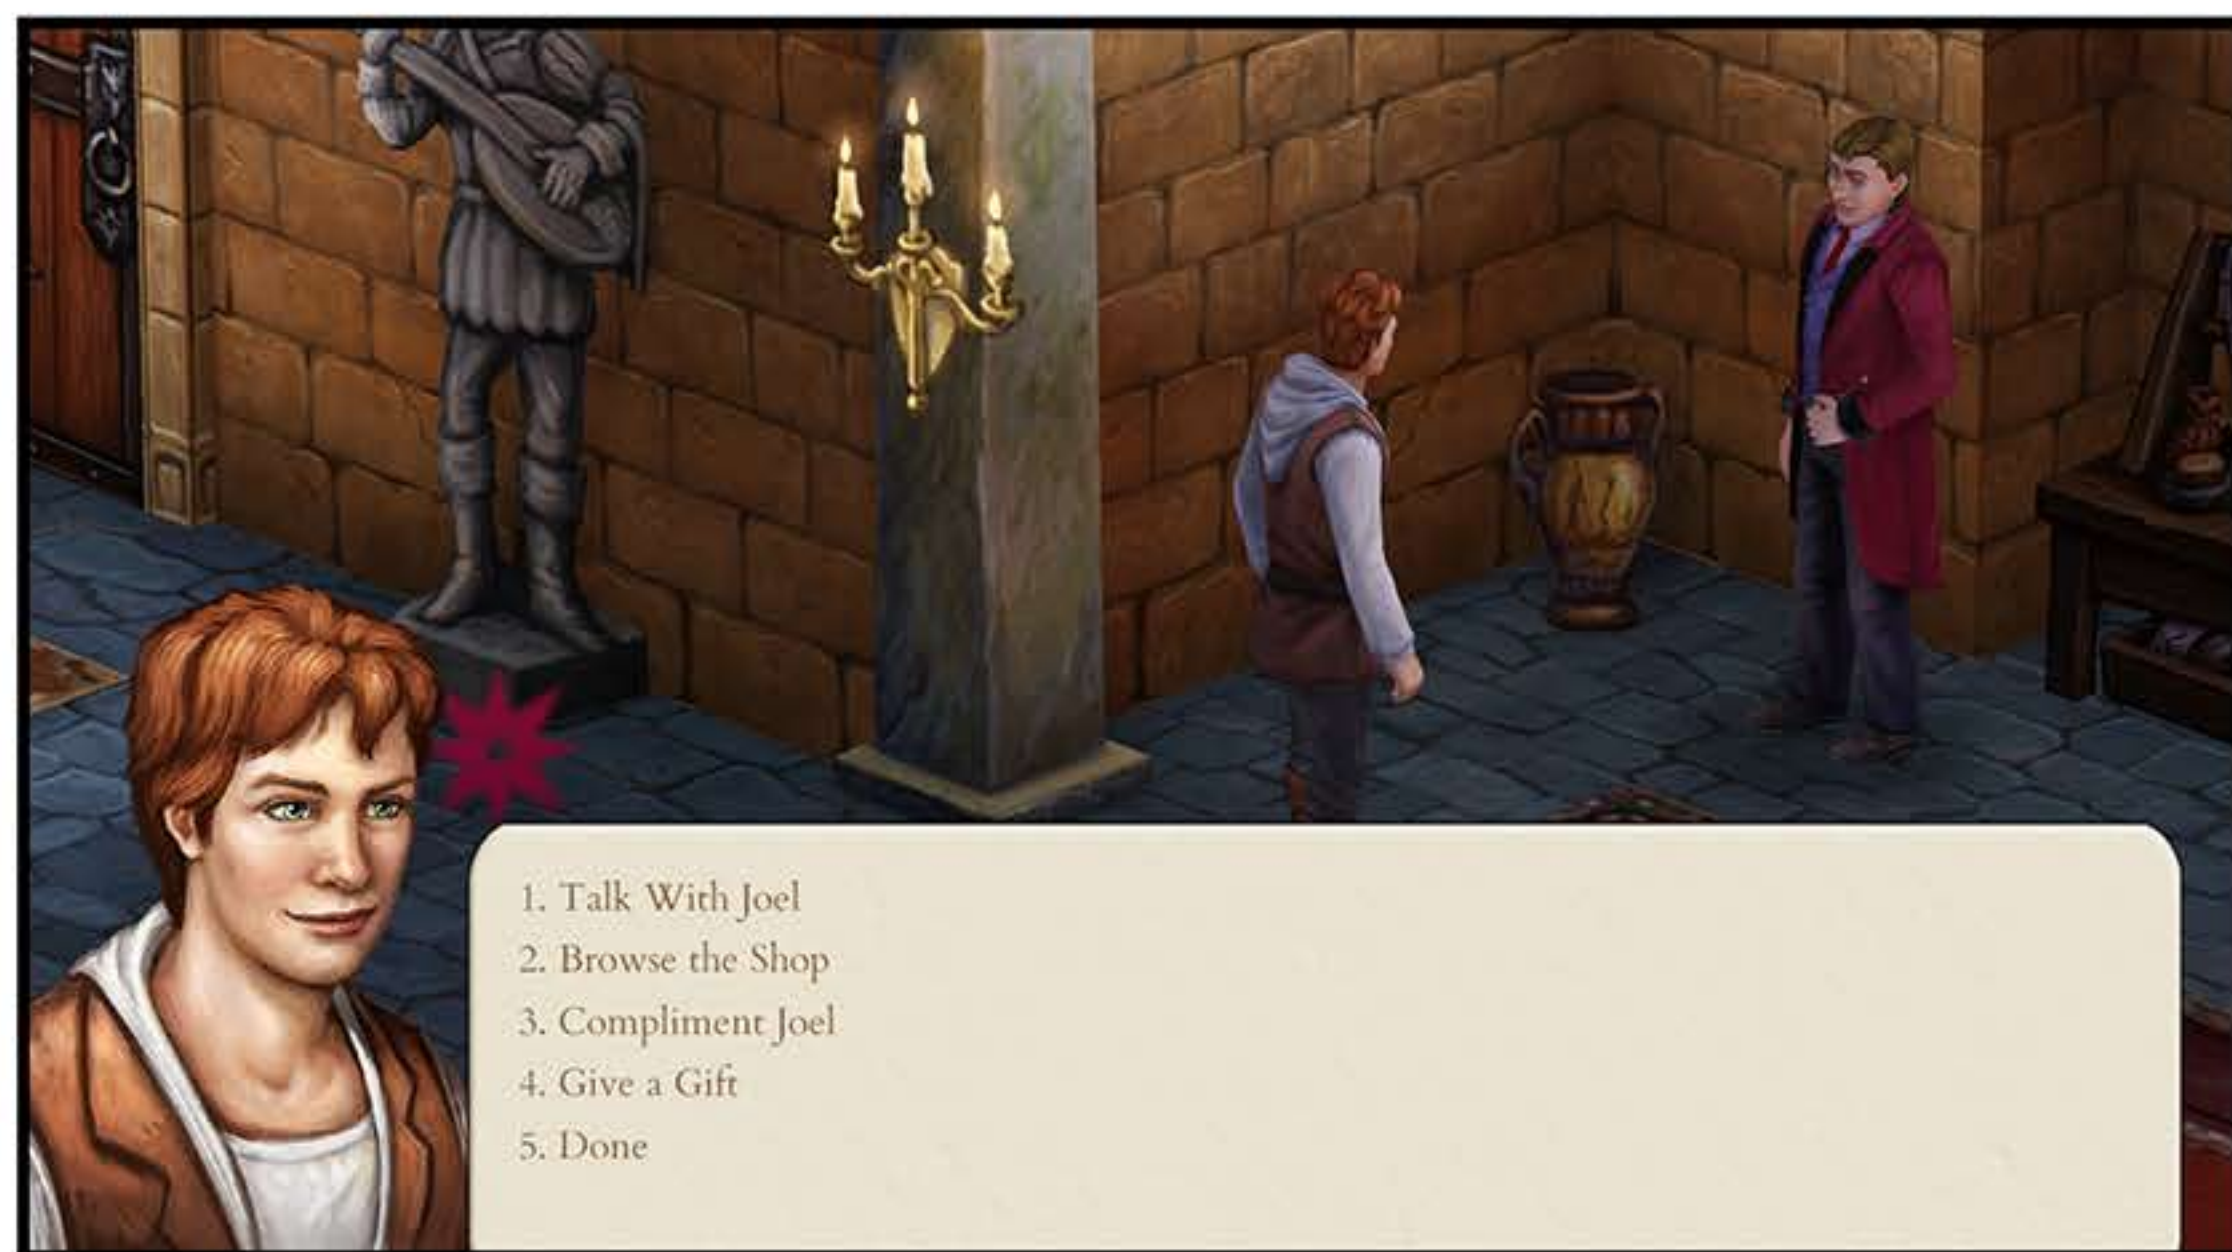 1. Talk With Joel
2. Browse the Shop
3. Compliment Joel
4. Give a Gift
5. Done